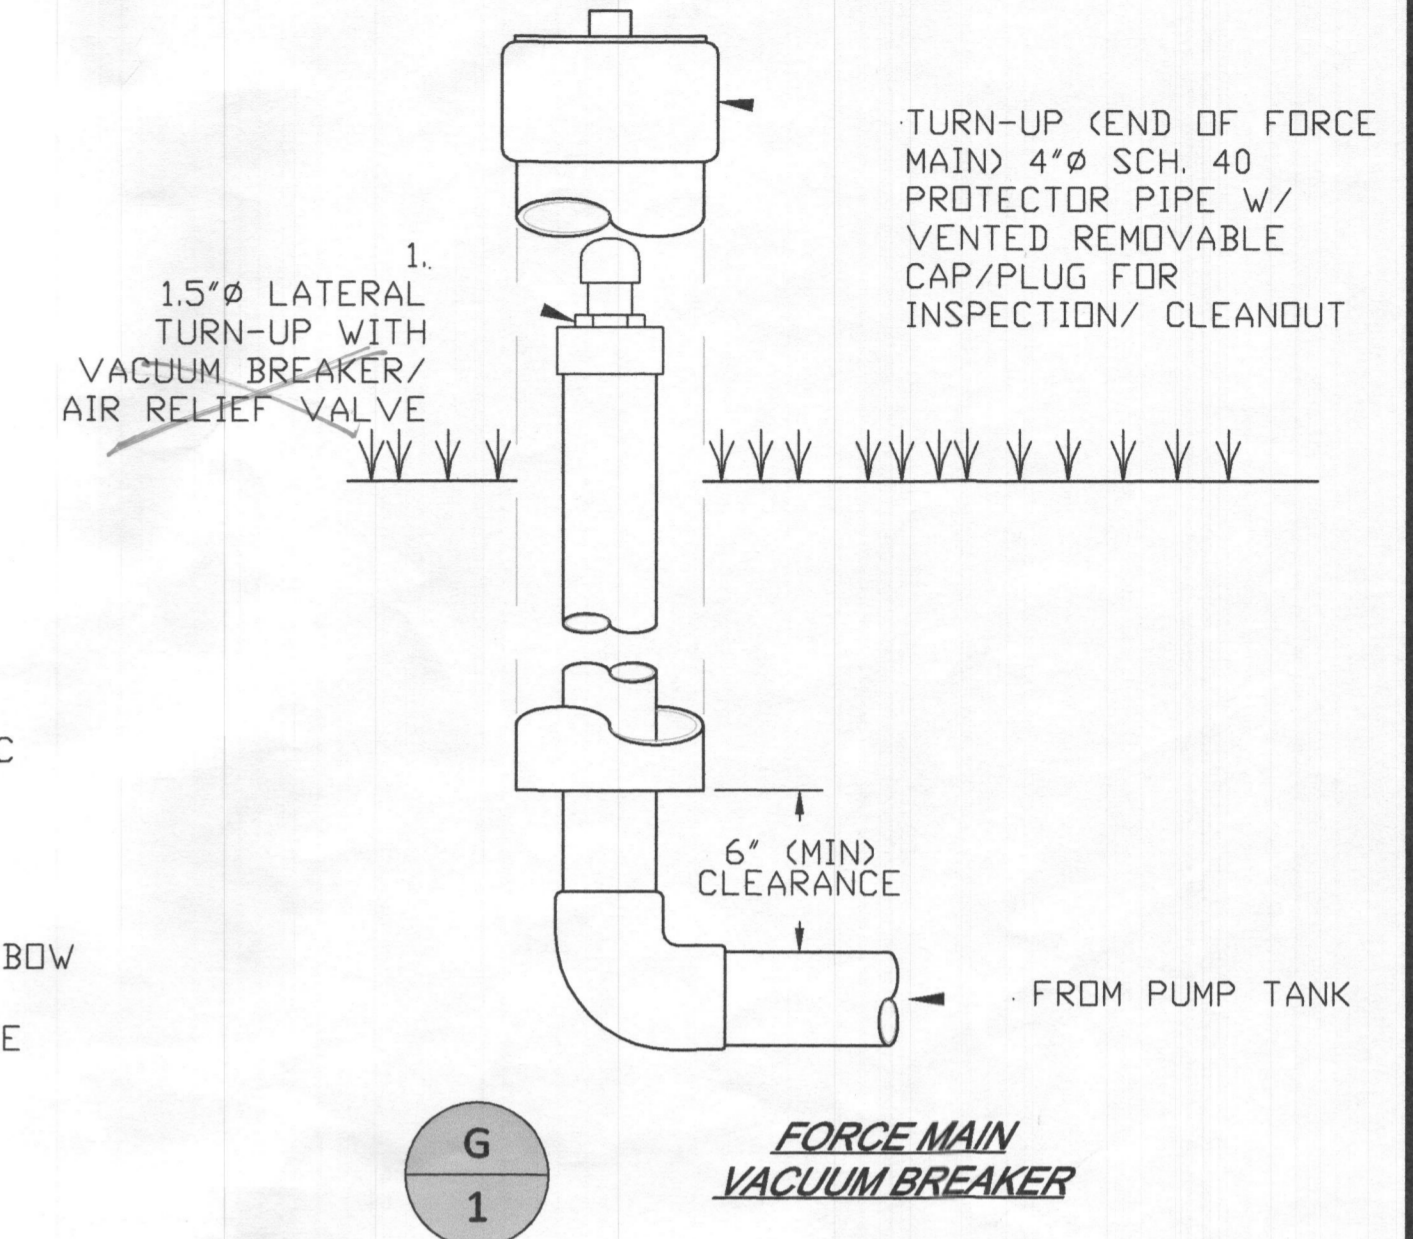 TURN-UP (END OF FORCE
MAIN) 4"Ø SCH. 40
PROTECTOR PIPE W/
VENTED REMOVABLE
CAP/PLUG FOR
INSPECTION/ CLEANOUT
1.
1.5"Ø LATERAL
TURN-UP WITH
VACUUM BREAKER/
AIR RELIEF VALVE
C
6" (MIN)
CLEARANCE
BOW
E
FROM PUMP TANK
G
1
FORCE MAIN
VACUUM BREAKER